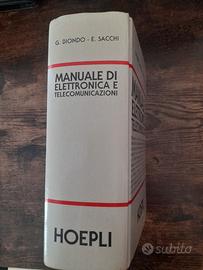 G. BIONDO - E. SACCHI
MANUALE DI
ELETTRONICA E
TELECOMUNICAZIONI
HOEPLI
subito